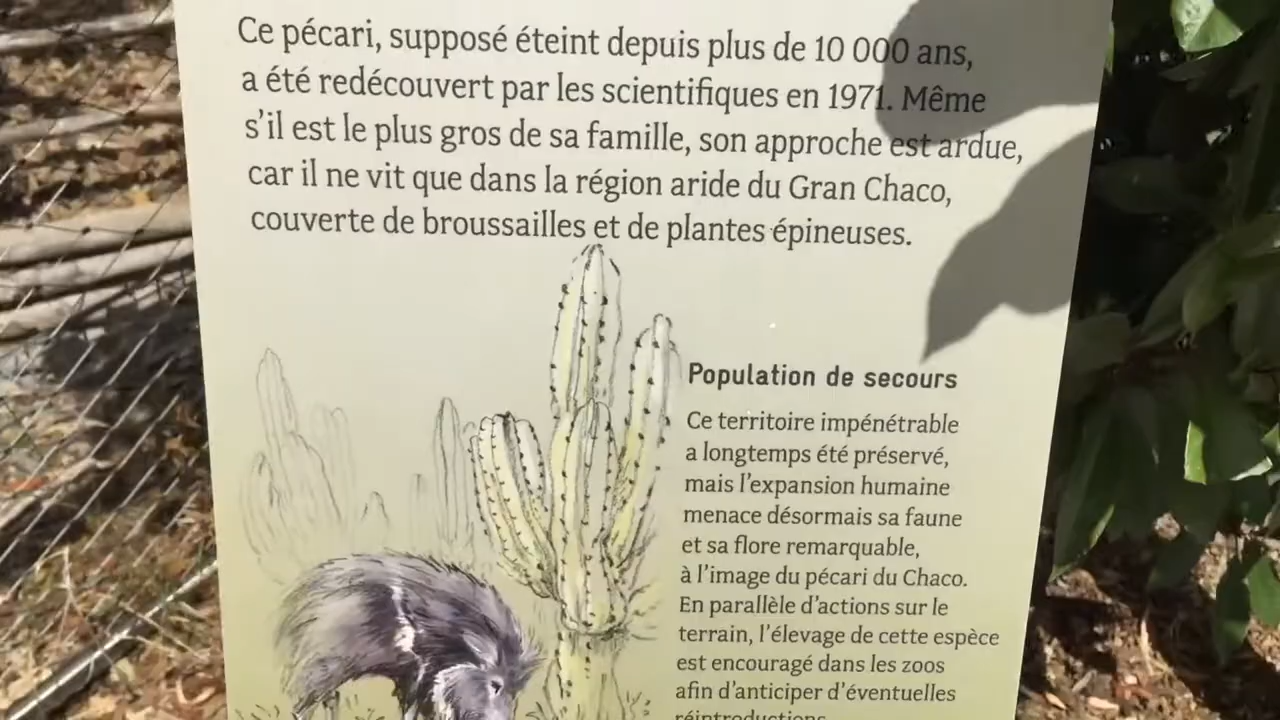 Ce pécari, supposé éteint depuis plus de 10 000 ans,
a été redécouvert par les scientifiques en 1971. Même
s'il est le plus gros de sa famille, son approche est ardue,
car il ne vit que dans la région aride du Gran Chaco,
couverte de broussailles et de plantes épineuses.
Population de secours
Ce territoire impénétrable
a longtemps été préservé,
mais l'expansion humaine
menace désormais sa faune
et sa flore remarquable,
à l'image du pécari du Chaco.
En parallèle d'actions sur le
terrain, l'élevage de cette espèce
est encouragé dans les zoos
afin d'anticiper d'éventuelles
réintroductions.